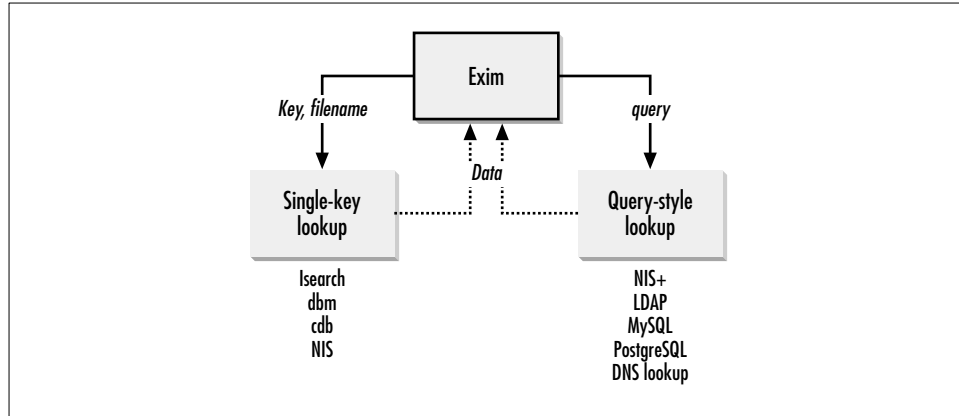 Exim
Key, filename
query
Data
Single-key
lookup
Query-style
lookup
lsearch
dbm
cdb
NIS
NIS+
LDAP
MySQL
PostgreSQL
DNS lookup